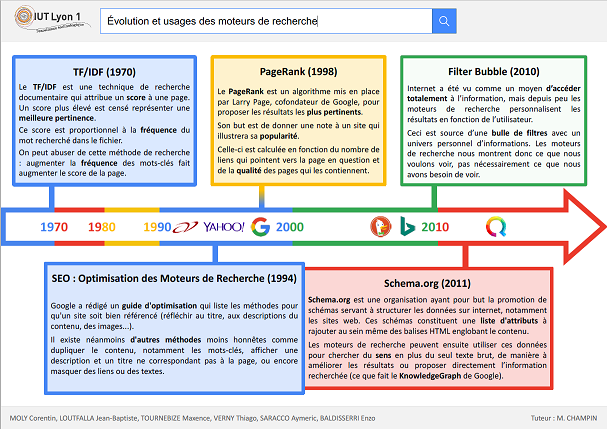 IUT Lyon 1
Évolution et usages des moteurs de recherche
TF/IDF (1970)
Le TF/IDF est une technique de recherche
documentaire qui attribue un score à une page.
Un score plus élevé est censé représenter une
meilleure pertinence.
Ce score est proportionnel à la fréquence du
mot recherché dans le fichier.
On peut abuser de cette méthode de recherche
: augmenter la fréquence des mots-clés fait
augmenter le score de la page.
PageRank (1998)
Le PageRank est un algorithme mis en place
par Larry Page, cofondateur de Google, pour
proposer les résultats les plus pertinents.
Son but est de donner une note à un site qui
illustrera sa popularité.
Celle-ci est calculée en fonction du nombre de
liens qui pointent vers la page en question et
de la qualité des pages qui les contiennent.
Filter Bubble (2010)
Internet a été vu comme un moyen d'accéder
totalement à l'information, mais depuis peu les
moteurs de recherche personnalisent les
résultats en fonction de l'utilisateur.
Ceci est source d'une bulle de filtres avec un
univers personnel d'informations. Les moteurs
de recherche nous montrent donc ce que nous
voulons voir, pas nécessairement ce que nous
avons besoin de voir.
1970 1980 1990 YAHOO! 2000 2010
SEO : Optimisation des Moteurs de Recherche (1994)
Google a rédigé un guide d'optimisation qui liste les méthodes pour
qu'un site soit bien référencé (réfléchir au titre, aux descriptions du
contenu, des images...).
Il existe néanmoins d'autres méthodes moins honnêtes comme
dupliquer le contenu, notamment les mots-clés, afficher une
description et un titre ne correspondant pas à la page, ou encore
masquer des liens ou des textes.
Schema.org (2011)
Schema.org est une organisation ayant pour but la promotion de
schémas servant à structurer les données sur internet, notamment
les sites web. Ces schémas constituent une liste d'attributs à
rajouter au sein même des balises HTML englobant le contenu.
Les moteurs de recherche peuvent ensuite utiliser ces données
pour chercher du sens en plus du seul texte brut, de manière à
améliorer les résultats ou proposer directement l'information
recherchée (ce que fait le KnowledgeGraph de Google).
MOLY Corentin, LOUTFALLA Jean-Baptiste, TOURNEBIZE Maxence, VERNY Thiago, SARACCO Aymeric, BALDISSERRI Enzo
Tuteur : M. CHAMPIN